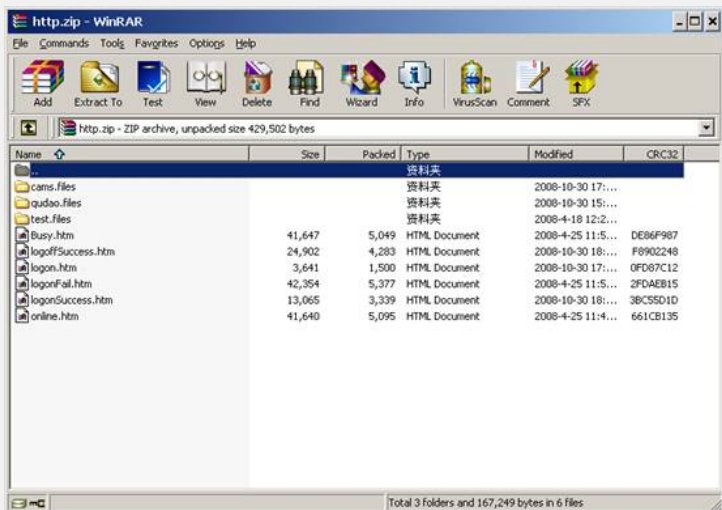 http.zip - WinRAR
File Commands Tools Favorites Options Help
Add Extract To Test View Delete Find Wizard Info VirusScan Comment SFX
http.zip - ZIP archive, unpacked size 429,502 bytes
Name Size Packed Type Modified CRC32
.. 资料夹
cams.files 资料夹 2008-10-30 17:...
qudao.files 资料夹 2008-10-30 15:...
test.files 资料夹 2008-4-18 12:2...
Busy.htm 41,647 5,049 HTML Document 2008-4-25 11:5... DE86F987
logoffSuccess.htm 24,902 4,283 HTML Document 2008-10-30 18:... F8902248
logon.htm 3,641 1,500 HTML Document 2008-10-30 17:... 0FD87C12
logonFail.htm 42,354 5,377 HTML Document 2008-4-25 11:5... 2FDAEB15
logonSuccess.htm 13,065 3,339 HTML Document 2008-10-30 18:... 3BC55D1D
online.htm 41,640 5,095 HTML Document 2008-4-25 11:4... 661CB135
Total 3 folders and 167,249 bytes in 6 files